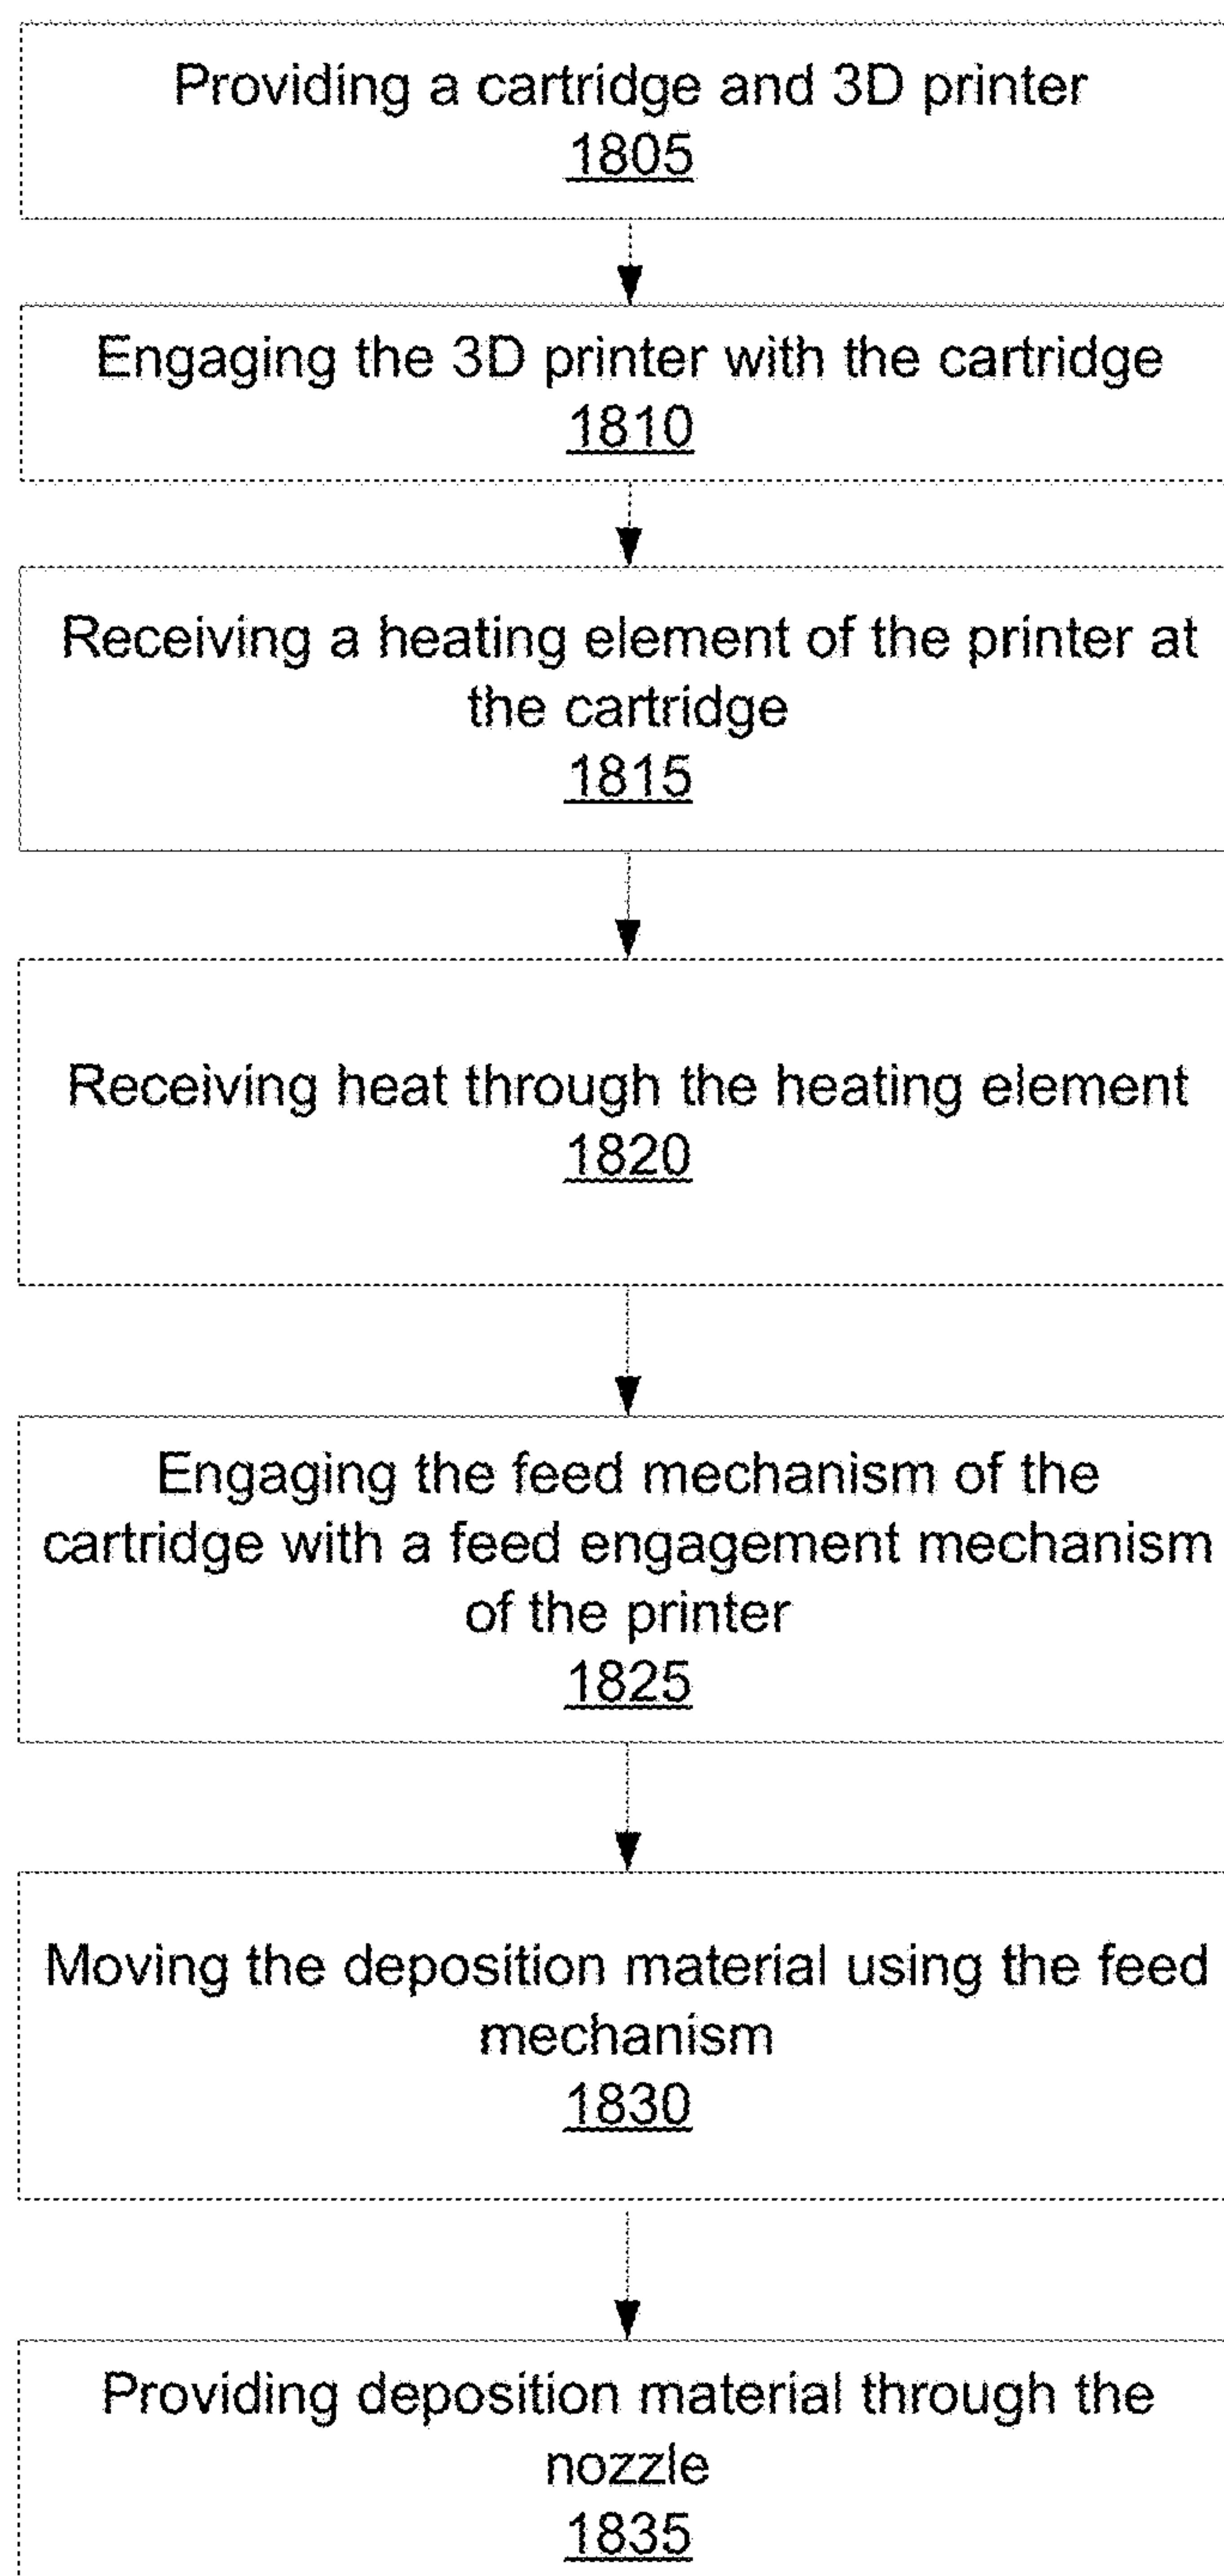 Providing a cartridge and 3D printer
1805
Engaging the 3D printer with the cartridge
1810
Receiving a heating element of the printer at
the cartridge
1815
Receiving heat through the heating element
1820
Engaging the feed mechanism of the
cartridge with a feed engagement mechanism
of the printer
1825
Moving the deposition material using the feed
mechanism
1830
Providing deposition material through the
nozzle
1835